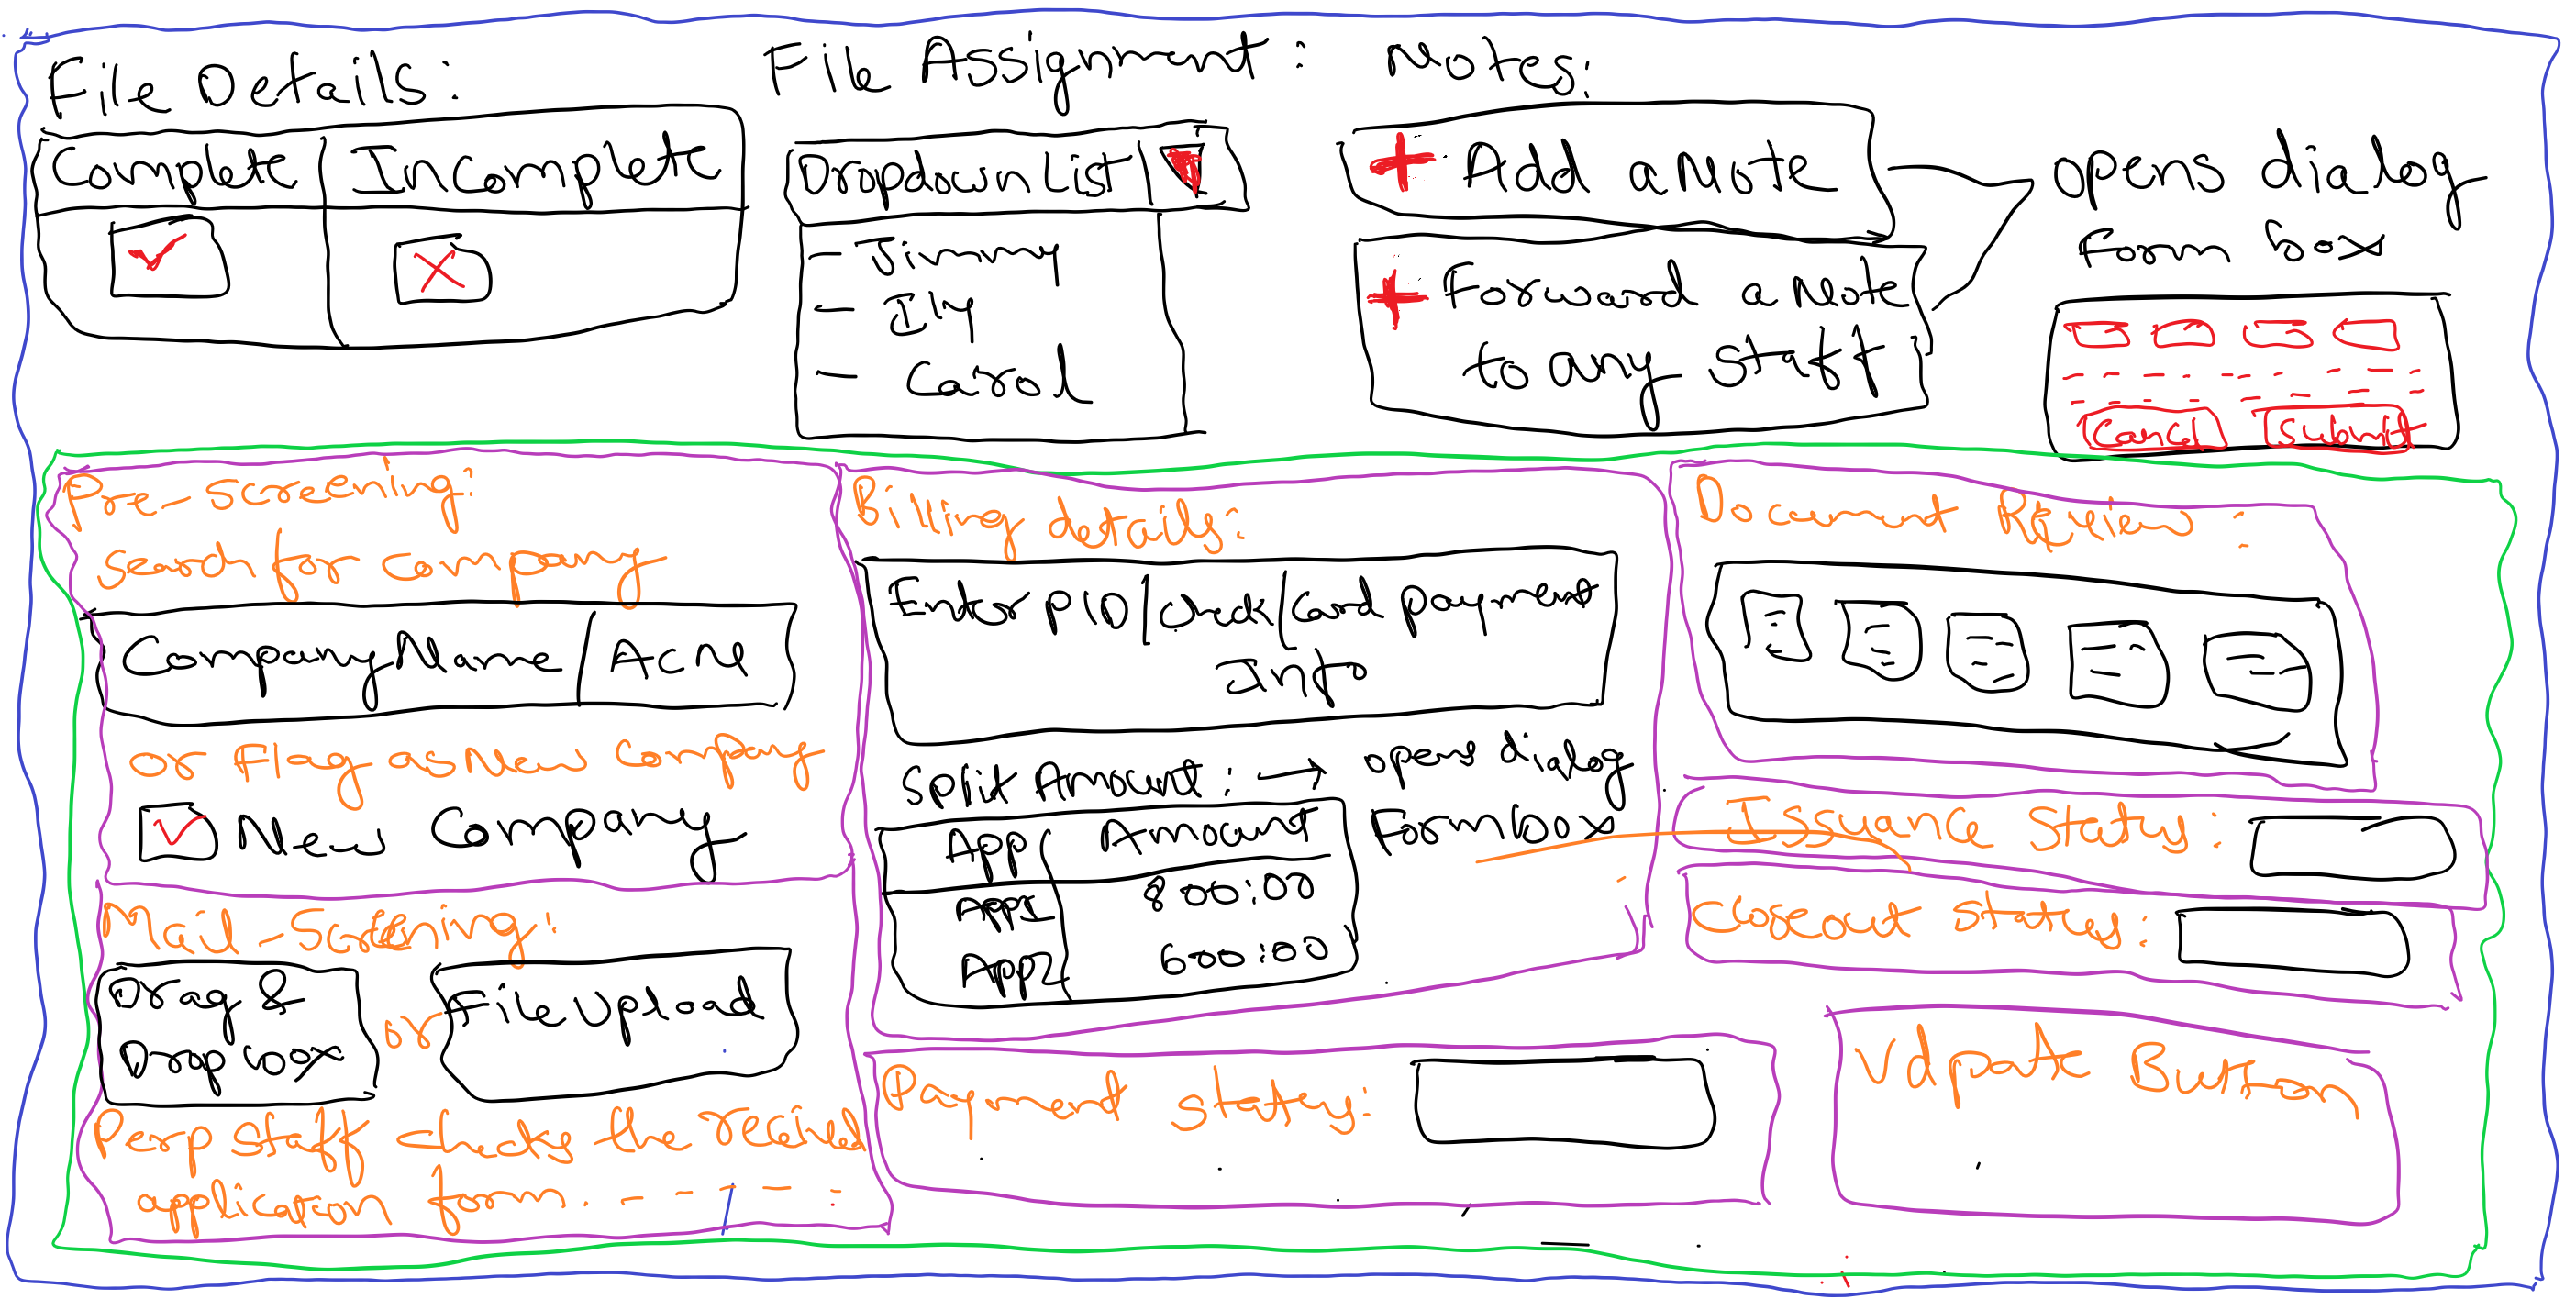 File Details:
Complete
Incomplete
File Assignment:
Dropdown List
- Jimmy
- Ily
- Carol
Notes:
+ Add a Note
+ Forward a Note
to any staff
opens dialog
form box
Cancel
Submit
Pre-screening:
search for company
Company Name
or Flag as New Company
New Company
Mail-Screening:
Drag &
Drop box
or
File Upload
Perp staff checks the recived
application form.
Billing details:
Enter PID/check/Card payment
Info
Split Amount: → opens dialog
Form box
App
Amount
App1
800:00
App2
600:00
Payment status:
Document Review:
Issuance Status:
Closeout status:
Udpate Button